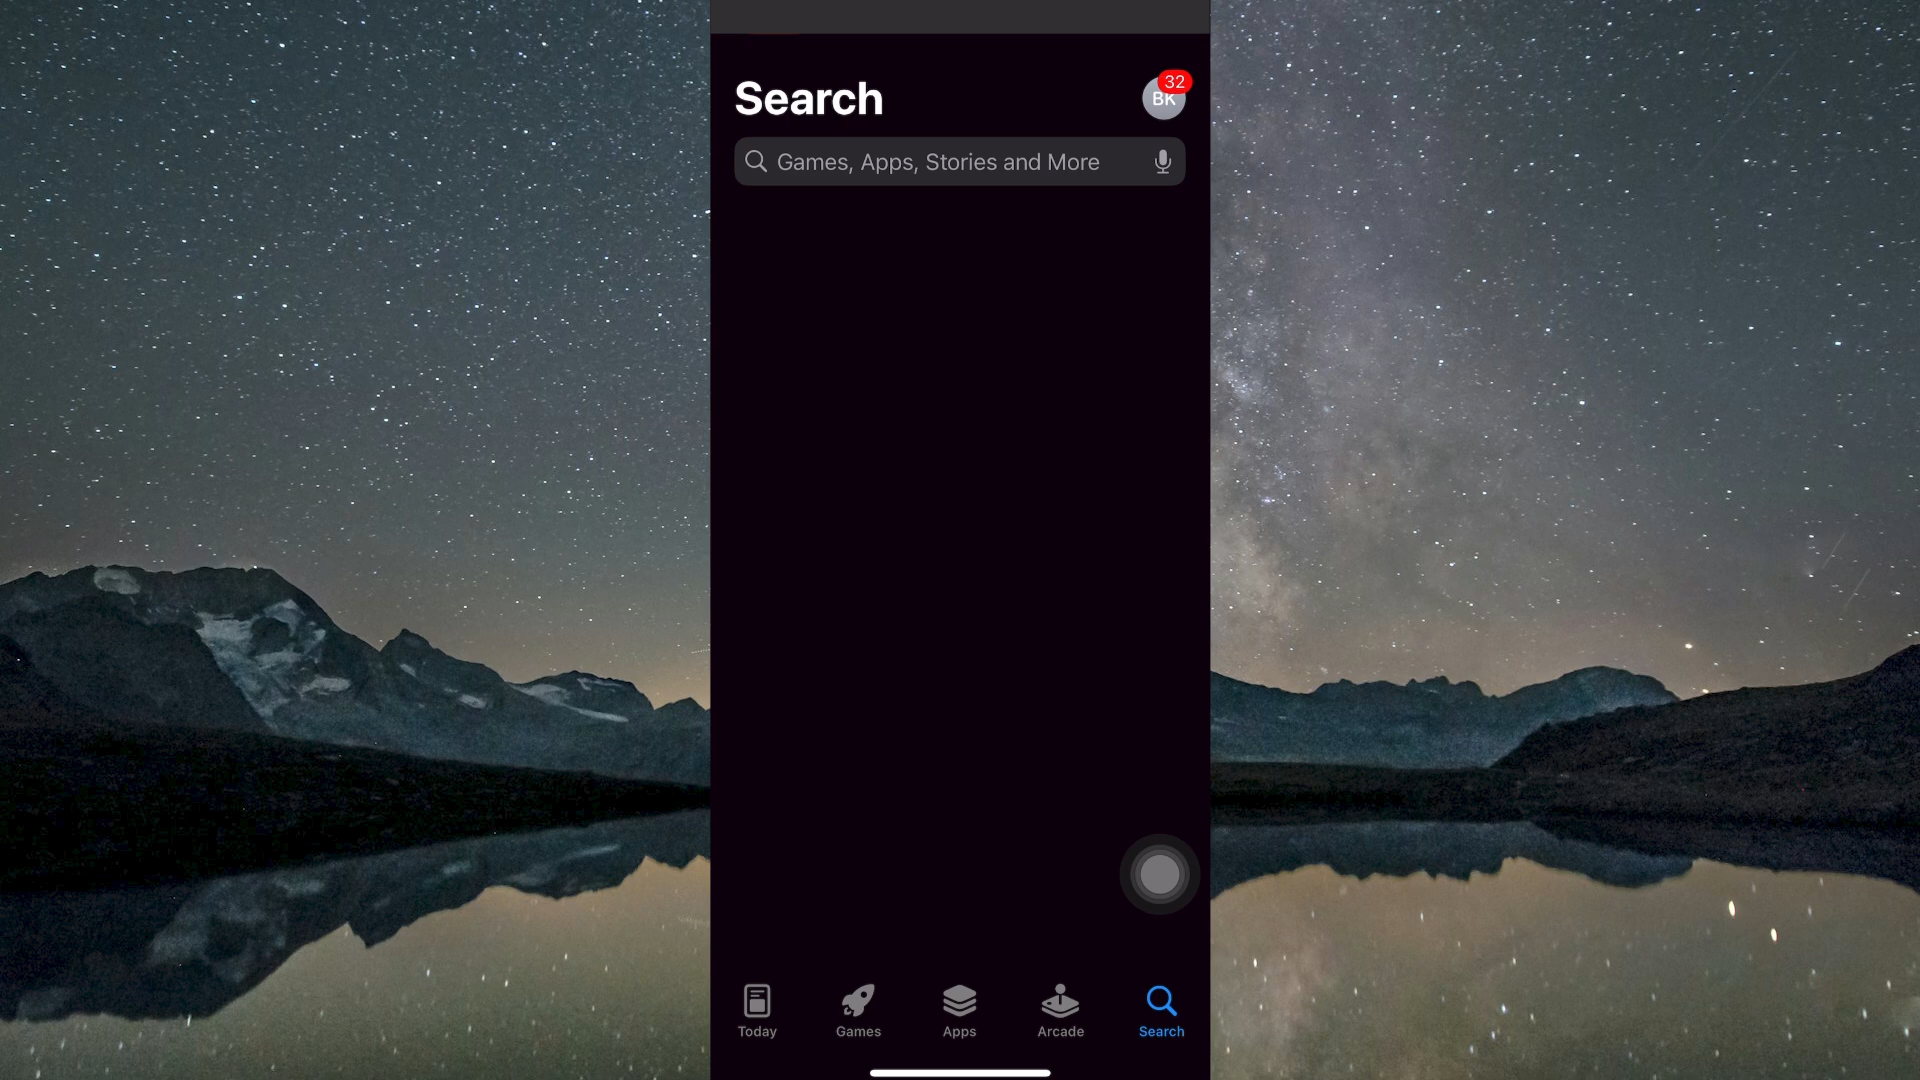 Search
32
BK
Games, Apps, Stories and More
Today
Games
Apps
Arcade
Search